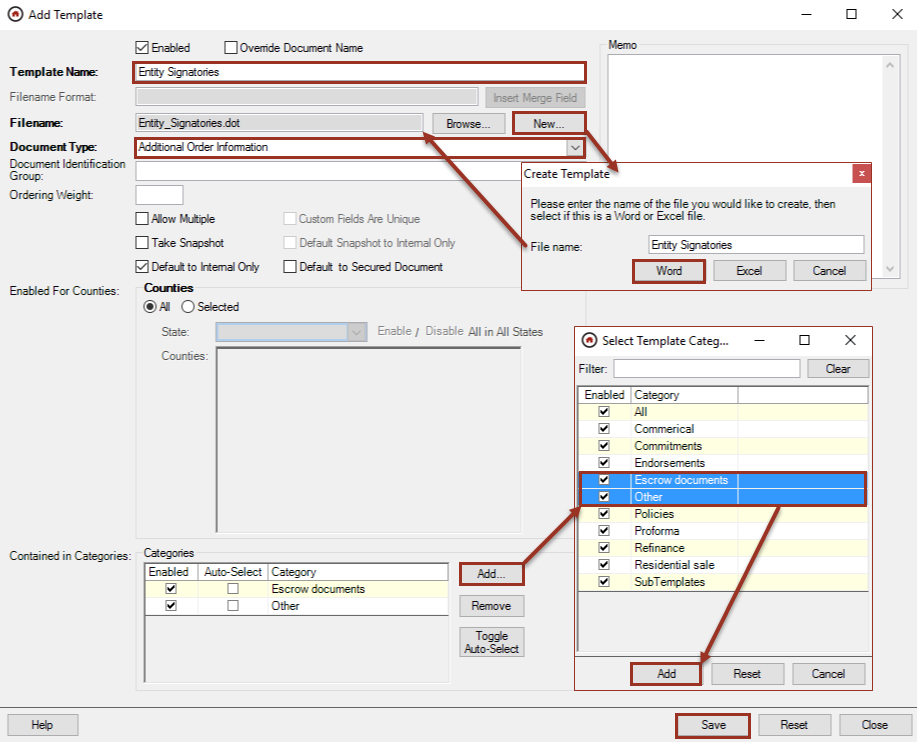 Add Template
Enabled
Override Document Name
Memo
Template Name:
Entity Signatories
Filename Format:
Insert Merge Field
Filename:
Entity_Signatories.dot
Browse...
New...
Document Type:
Additional Order Information
Document Identification
Group:
Ordering Weight:
Allow Multiple
Custom Fields Are Unique
Take Snapshot
Default Snapshot to Internal Only
Default to Internal Only
Default to Secured Document
Create Template
x
Please enter the name of the file you would like to create, then
select if this is a Word or Excel file.
File name:
Entity Signatories
Word
Excel
Cancel
Enabled For Counties:
Counties
All
Selected
State:
Enable / Disable All in All States
Counties:
Select Template Categ...
Filter:
Clear
Enabled Category
All
Commerical
Commitments
Endorsements
Escrow documents
Other
Policies
Proforma
Refinance
Residential sale
SubTemplates
Add
Reset
Cancel
Contained in Categories:
Categories
Enabled Auto-Select Category
Escrow documents
Other
Add...
Remove
Toggle
Auto-Select
Help
Save
Reset
Close